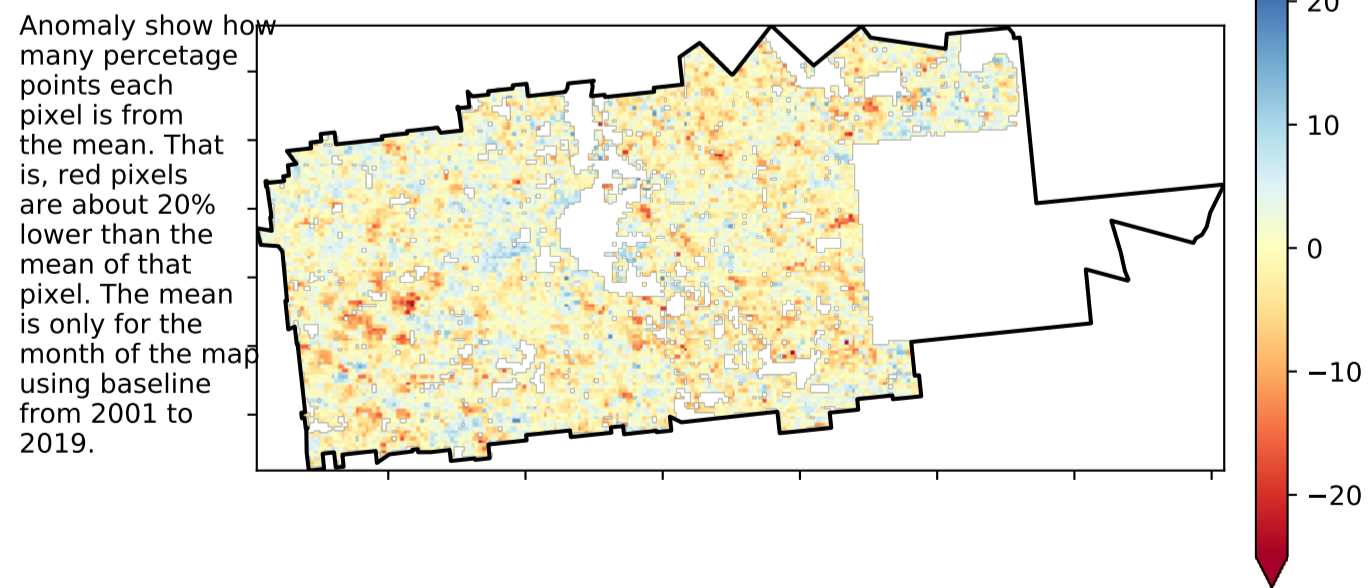 Anomaly show how
many percetage
points each
pixel is from
the mean. That
is, red pixels
are about 20%
lower than the
mean of that
pixel. The mean
is only for the
month of the map
using baseline
from 2001 to
2019.
20
10
0
−10
−20